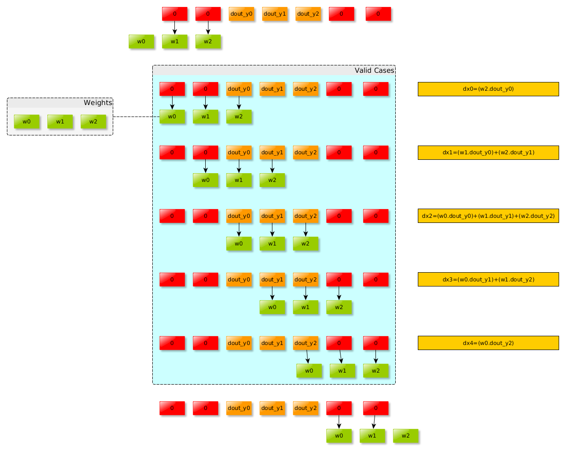 0 0 dout_y0 dout_y1 dout_y2 0 0
w0 w1 w2
Valid Cases
0 0 dout_y0 dout_y1 dout_y2 0 0 dx0=(w2.dout_y0)
Weights
w0 w1 w2
w0 w1 w2
0 0 dout_y0 dout_y1 dout_y2 0 0 dx1=(w1.dout_y0)+(w2.dout_y1)
w0 w1 w2
0 0 dout_y0 dout_y1 dout_y2 0 0 dx2=(w0.dout_y0)+(w1.dout_y1)+(w2.dout_y2)
w0 w1 w2
0 0 dout_y0 dout_y1 dout_y2 0 0 dx3=(w0.dout_y1)+(w1.dout_y2)
w0 w1 w2
0 0 dout_y0 dout_y1 dout_y2 0 0 dx4=(w0.dout_y2)
w0 w1 w2
0 0 dout_y0 dout_y1 dout_y2 0 0
w0 w1 w2